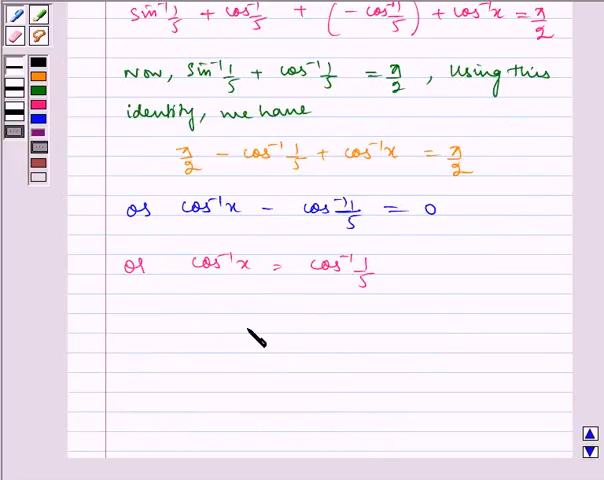 sin⁻¹ 1/5 + cos⁻¹ 1/5 + (- cos⁻¹ 1/5) + cos⁻¹x = π/2
Now, sin⁻¹ 1/5 + cos⁻¹ 1/5 = π/2, Using this
identity, we have
π/2 - cos⁻¹ 1/5 + cos⁻¹x = π/2
or cos⁻¹x - cos⁻¹ 1/5 = 0
or cos⁻¹x = cos⁻¹ 1/5